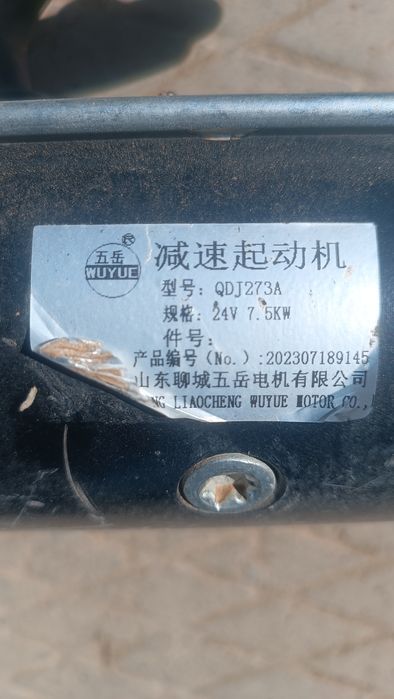 五岳
WUYUE
R
减速起动机
型号: QDJ273A
规格: 24V 7.5KW
件号:
产品编号 (No.) :202307189145
山东聊城五岳电机有限公司
LIAOCHENG WUYUE MOTOR CO.,